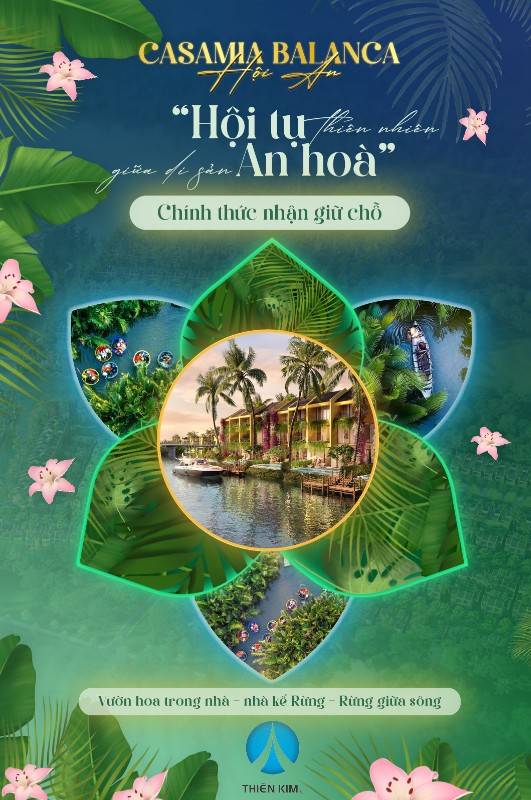 CASAMIA BALANCA
Hội An
“Hội tụ thiên nhiên
giữa di sản An hoà”
Chính thức nhận giữ chỗ
Vườn hoa trong nhà – nhà kế Rừng – Rừng giữa sông
THIÊN KIM